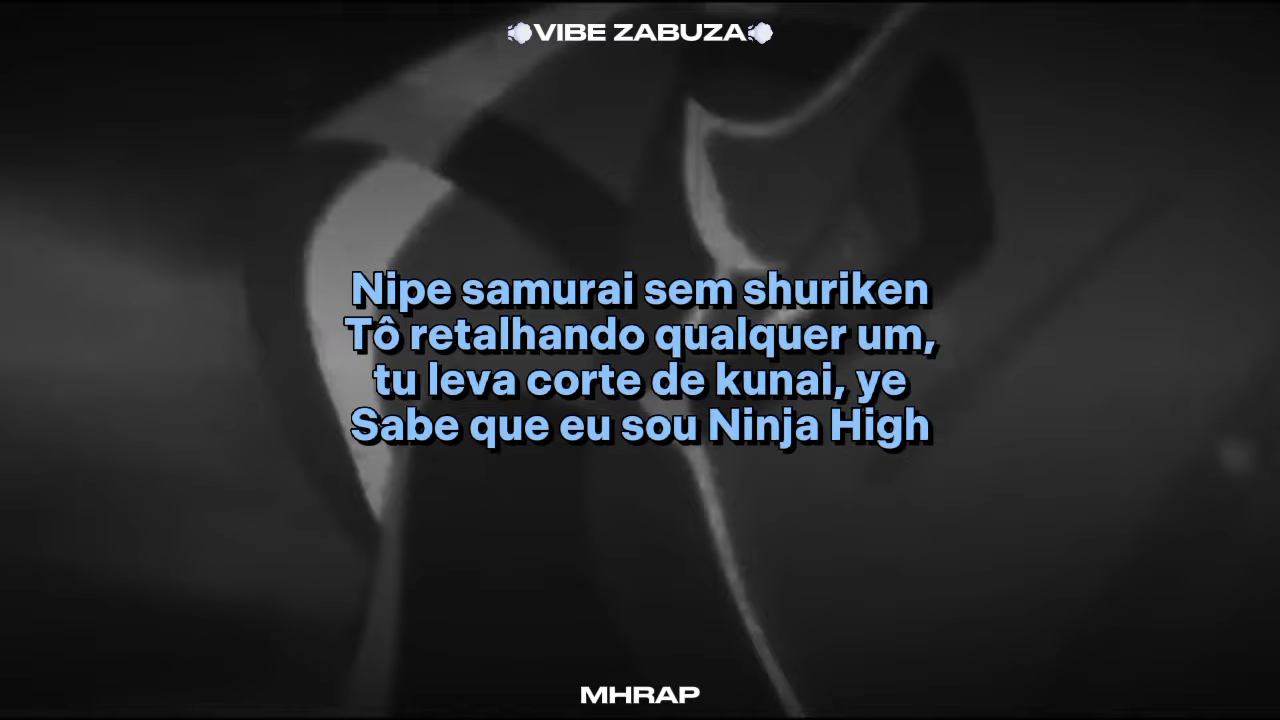 💨VIBE ZABUZA💨
Nipe samurai sem shuriken
Tô retalhando qualquer um,
tu leva corte de kunai, ye
Sabe que eu sou Ninja High
MHRAP